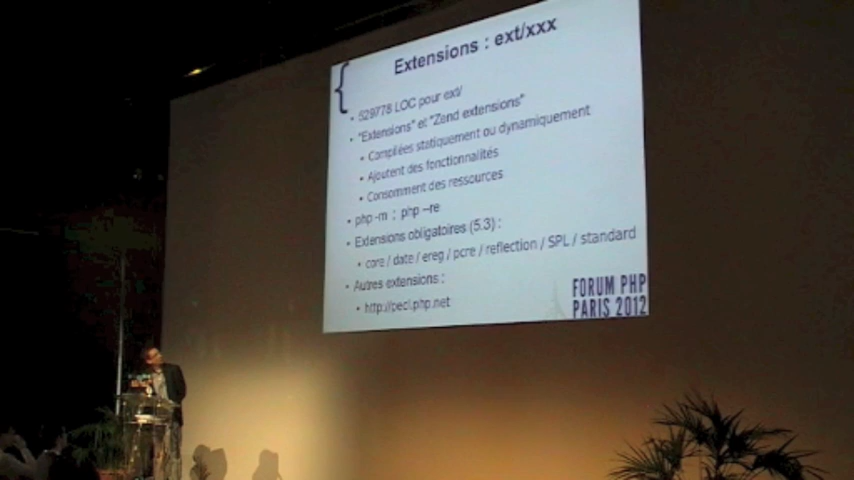 Extensions : ext/xxx
529778 LOC pour ext/
"Extensions" et "Zend extensions"
Compilées statiquement ou dynamiquement
Ajoutent des fonctionnalités
Consomment des ressources
php -m ; php --re
Extensions obligatoires (5.3) :
core / date / ereg / pcre / reflection / SPL / standard
Autres extensions :
http://pecl.php.net
FORUM PHP
PARIS 2012